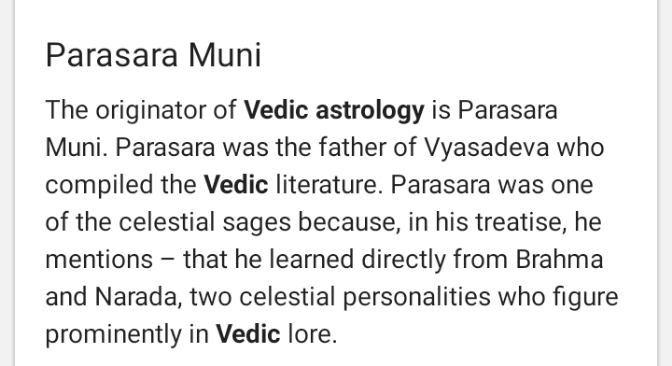 Parasara Muni
The originator of Vedic astrology is Parasara
Muni. Parasara was the father of Vyasadeva who
compiled the Vedic literature. Parasara was one
of the celestial sages because, in his treatise, he
mentions – that he learned directly from Brahma
and Narada, two celestial personalities who figure
prominently in Vedic lore.